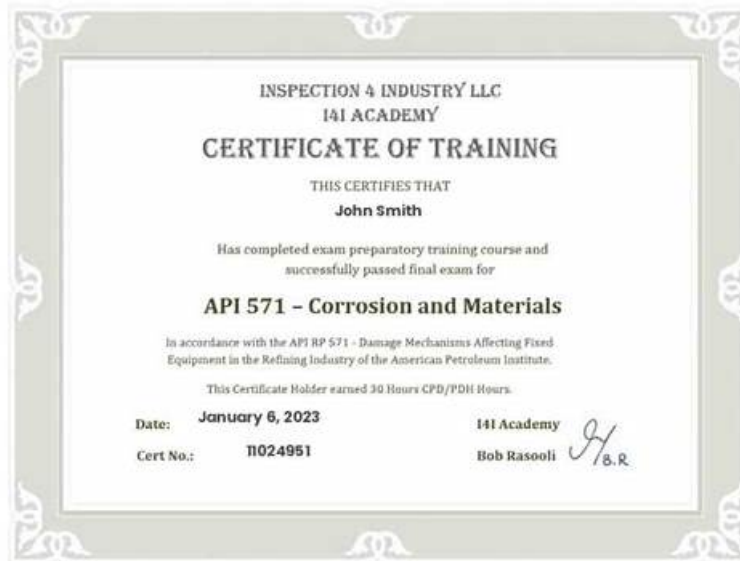 INSPECTION 4 INDUSTRY LLC
I4I ACADEMY
CERTIFICATE OF TRAINING
THIS CERTIFIES THAT
John Smith
Has completed exam preparatory training course and
successfully passed final exam for
API 571 – Corrosion and Materials
In accordance with the API RP 571 - Damage Mechanisms Affecting Fixed
Equipment in the Refining Industry of the American Petroleum Institute.
This Certificate Holder earned 30 Hours CPD/PDH Hours.
Date: January 6, 2023 I4I Academy
Cert No.: 11024951 Bob Rasooli
B.R